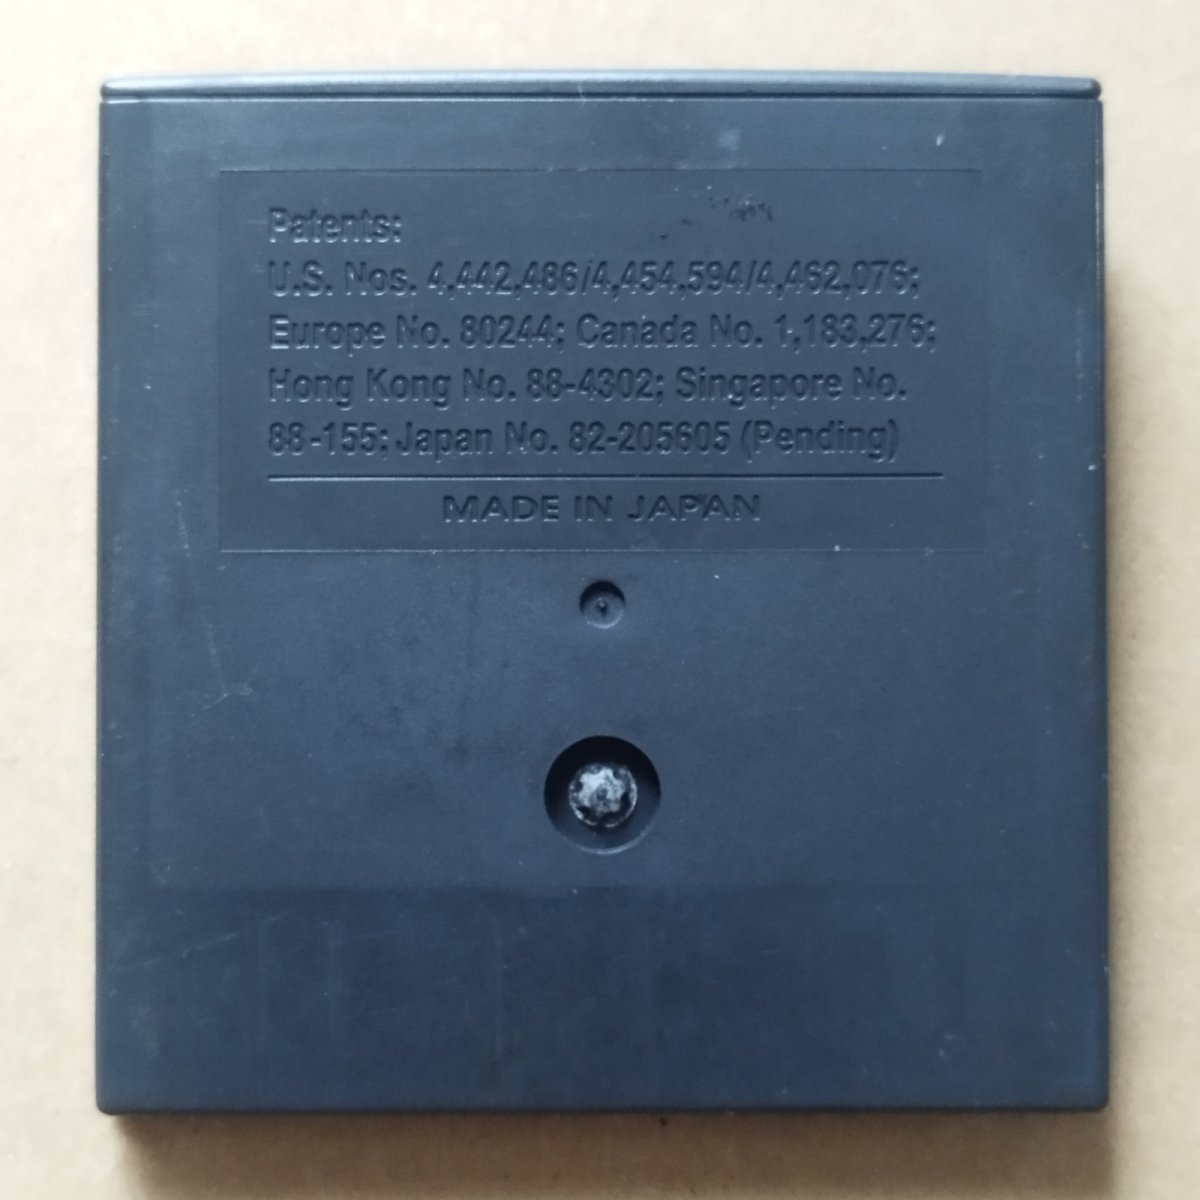 Patents:
U.S. Nos. 4,442,486/4,454,594/4,462,076;
Europe No. 80244; Canada No. 1,183,276;
Hong Kong No. 88-4302; Singapore No.
88-155; Japan No. 82-205605 (Pending)
MADE IN JAPAN